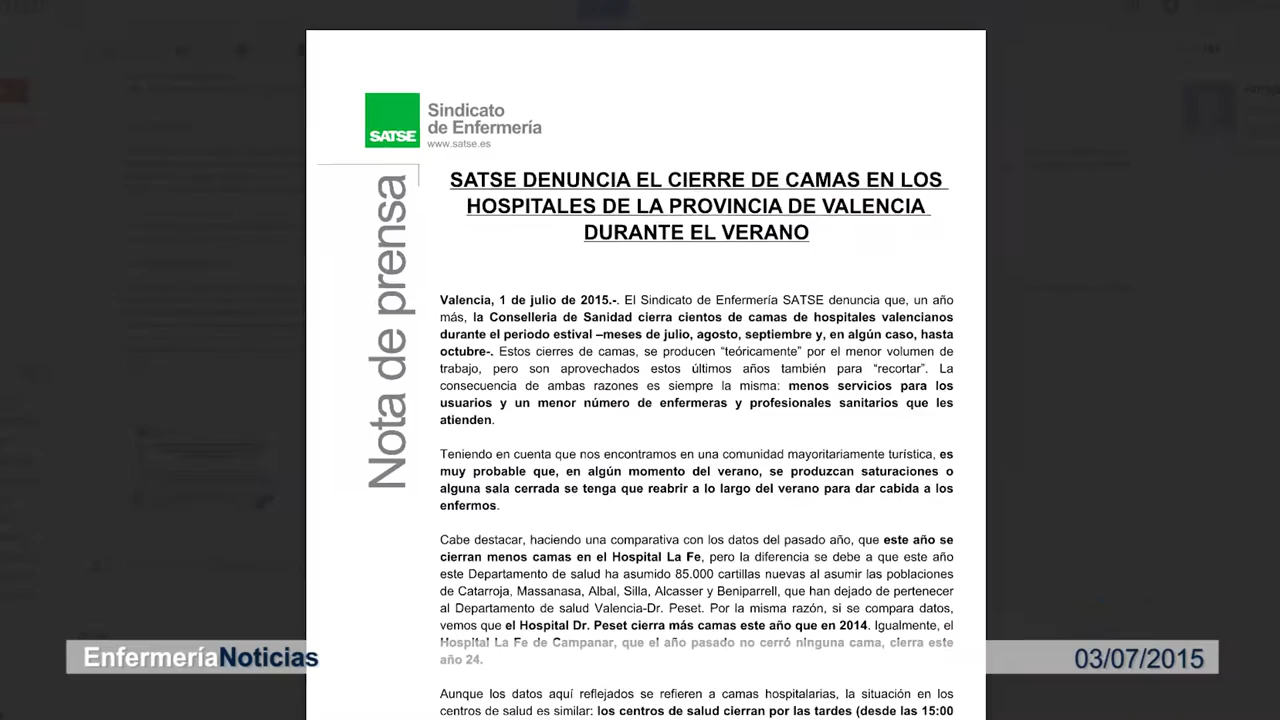 SATSE
Sindicato
de Enfermería
www.satse.es
Nota de prensa
SATSE DENUNCIA EL CIERRE DE CAMAS EN LOS
HOSPITALES DE LA PROVINCIA DE VALENCIA
DURANTE EL VERANO
Valencia, 1 de julio de 2015.-. El Sindicato de Enfermería SATSE denuncia que, un año
más, la Conselleria de Sanidad cierra cientos de camas de hospitales valencianos
durante el periodo estival –meses de julio, agosto, septiembre y, en algún caso, hasta
octubre-. Estos cierres de camas, se producen “teóricamente” por el menor volumen de
trabajo, pero son aprovechados estos últimos años también para “recortar”. La
consecuencia de ambas razones es siempre la misma: menos servicios para los
usuarios y un menor número de enfermeras y profesionales sanitarios que les
atienden.
Teniendo en cuenta que nos encontramos en una comunidad mayoritariamente turística, es
muy probable que, en algún momento del verano, se produzcan saturaciones o
alguna sala cerrada se tenga que reabrir a lo largo del verano para dar cabida a los
enfermos.
Cabe destacar, haciendo una comparativa con los datos del pasado año, que este año se
cierran menos camas en el Hospital La Fe, pero la diferencia se debe a que este año
este Departamento de salud ha asumido 85.000 cartillas nuevas al asumir las poblaciones
de Catarroja, Massanasa, Albal, Silla, Alcasser y Beniparrell, que han dejado de pertenecer
al Departamento de salud Valencia-Dr. Peset. Por la misma razón, si se compara datos,
vemos que el Hospital Dr. Peset cierra más camas este año que en 2014. Igualmente, el
Hospital La Fe de Campanar, que el año pasado no cerró ninguna cama, cierra este
año 24.
Aunque los datos aquí reflejados se refieren a camas hospitalarias, la situación en los
centros de salud es similar: los centros de salud cierran por las tardes (desde las 15:00
EnfermeríaNoticias
03/07/2015